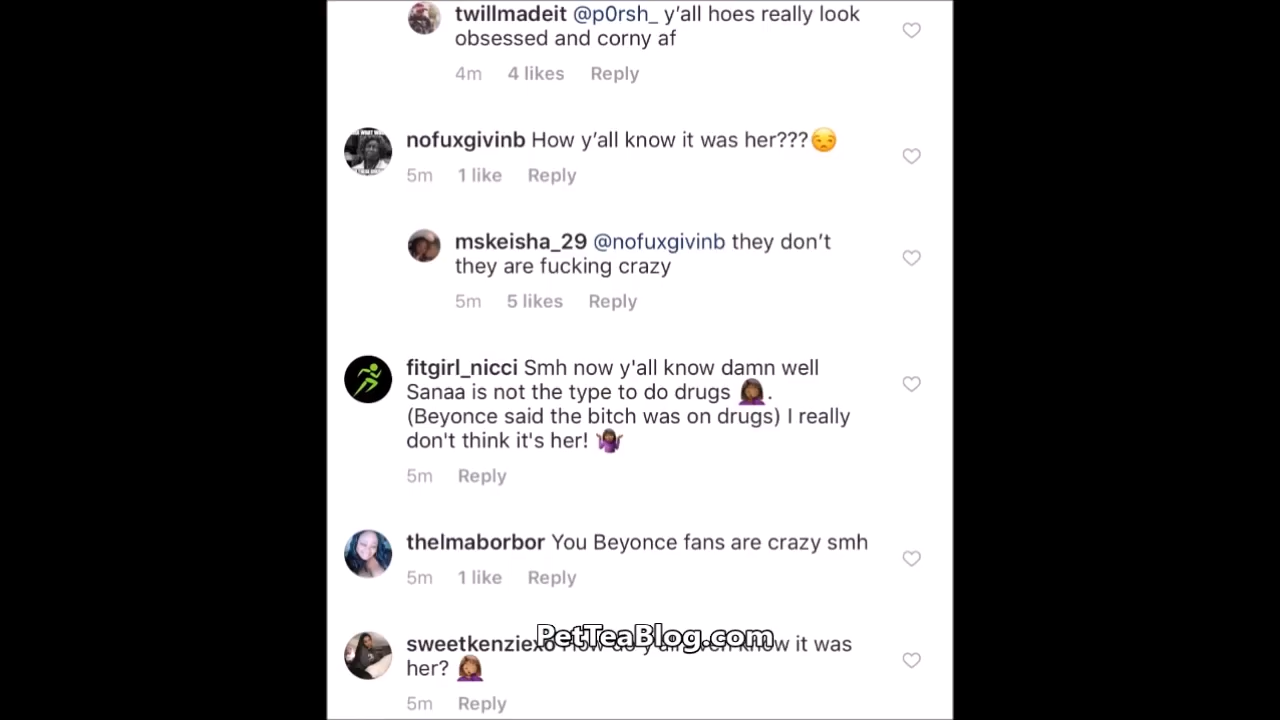 twillmadeit @p0rsh_ y’all hoes really look
obsessed and corny af
4m 4 likes Reply
nofuxgivinb How y’all know it was her???😒
5m 1 like Reply
mskeisha_29 @nofuxgivinb they don’t
they are fucking crazy
5m 5 likes Reply
fitgirl_nicci Smh now y'all know damn well
Sanaa is not the type to do drugs 🤦🏾‍♀️.
(Beyonce said the bitch was on drugs) I really
don't think it's her! 🤷🏾‍♀️
5m Reply
thelmaborbor You Beyonce fans are crazy smh
5m 1 like Reply
PetTeaBlog.com
sweetkenziexo it was
her? 🤦🏾‍♀️
5m Reply